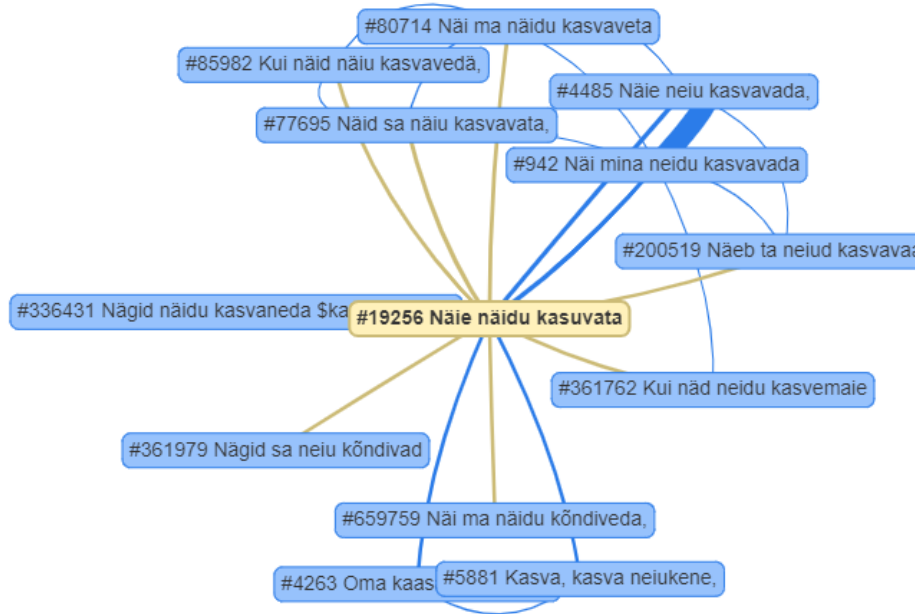 #80714 Näi ma näidu kasvaveta
#85982 Kui näid näiu kasvavedä,
#4485 Näie neiu kasvavada,
#77695 Näid sa näiu kasvavata,
#942 Näi mina neidu kasvavada
#200519 Näeb ta neiud
#336431 Nägid näidu kasvaneda
#19256 Näie näidu kasuvata
#361762 Kui näd neidu kasvemaie
#361979 Nägid sa neiu kõndivad
#659759 Näi ma näidu kõndiveda,
#4263 Oma
#5881 Kasva, kasva neiukene,